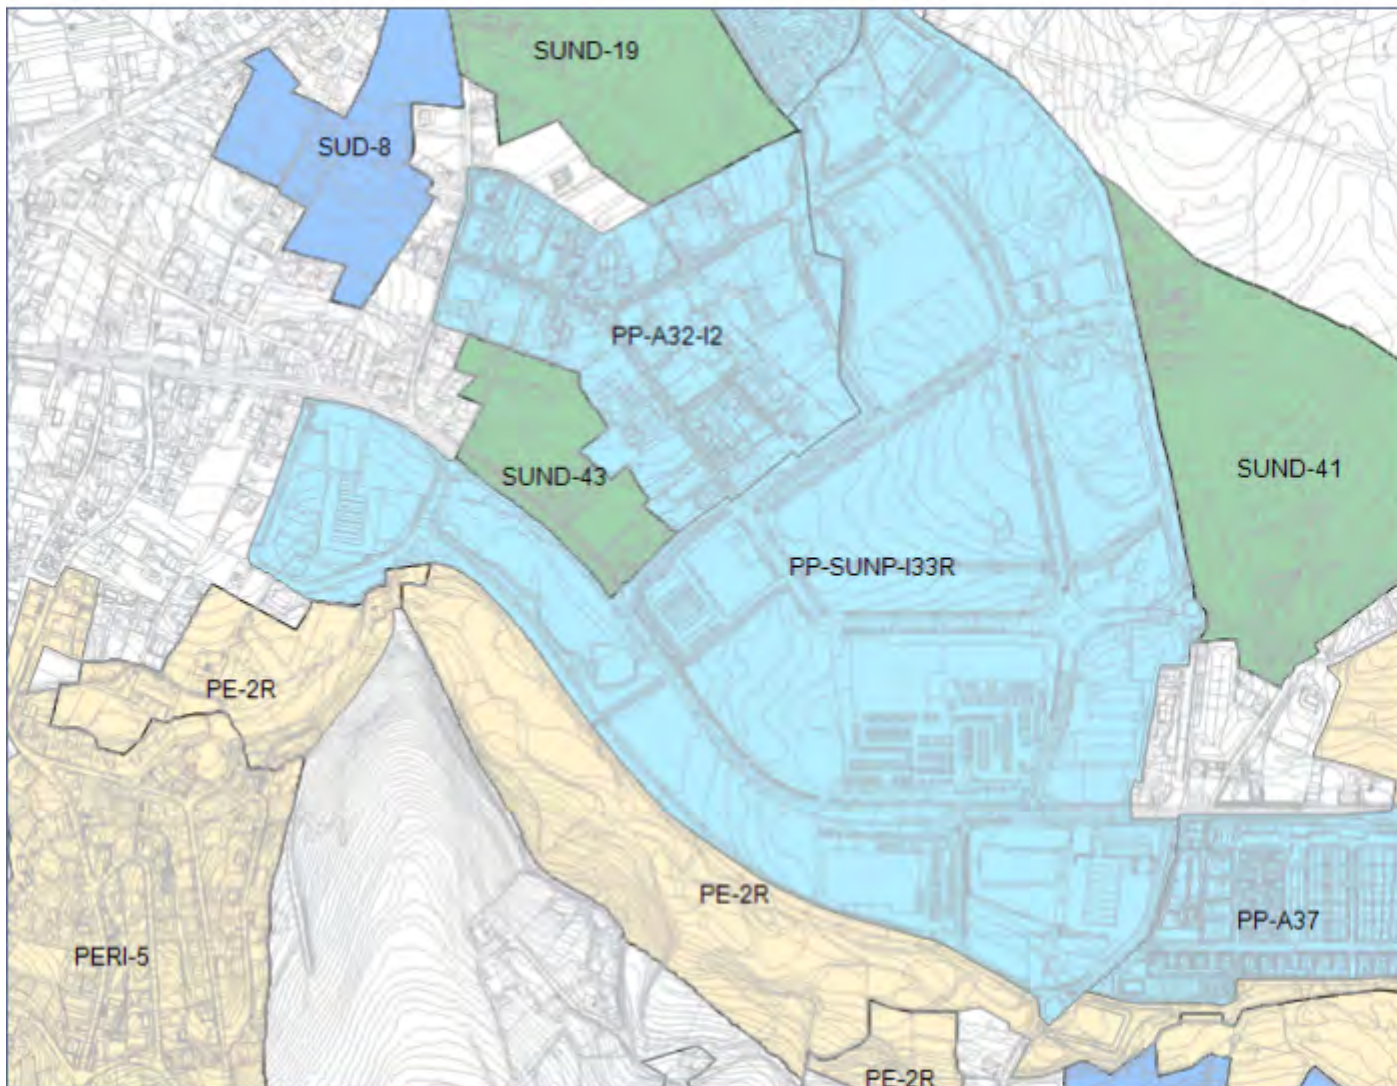 SUND-19
SUD-8
PP-A32-I2
SUND-43
SUND-41
PP-SUNP-I33R
PE-2R
PE-2R
PP-A37
PERI-5
PE-2R